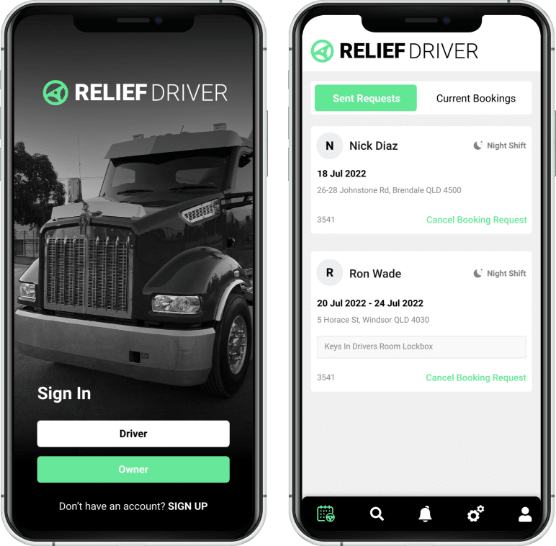 RELIEF DRIVER
Sign In
Driver
Owner
Don't have an account? SIGN UP
RELIEF DRIVER
Sent Requests
Current Bookings
N
Nick Diaz
Night Shift
18 Jul 2022
26-28 Johnstone Rd, Brendale QLD 4500
3541
Cancel Booking Request
R
Ron Wade
Night Shift
20 Jul 2022 - 24 Jul 2022
5 Horace St, Windsor QLD 4030
Keys In Drivers Room Lockbox
3541
Cancel Booking Request